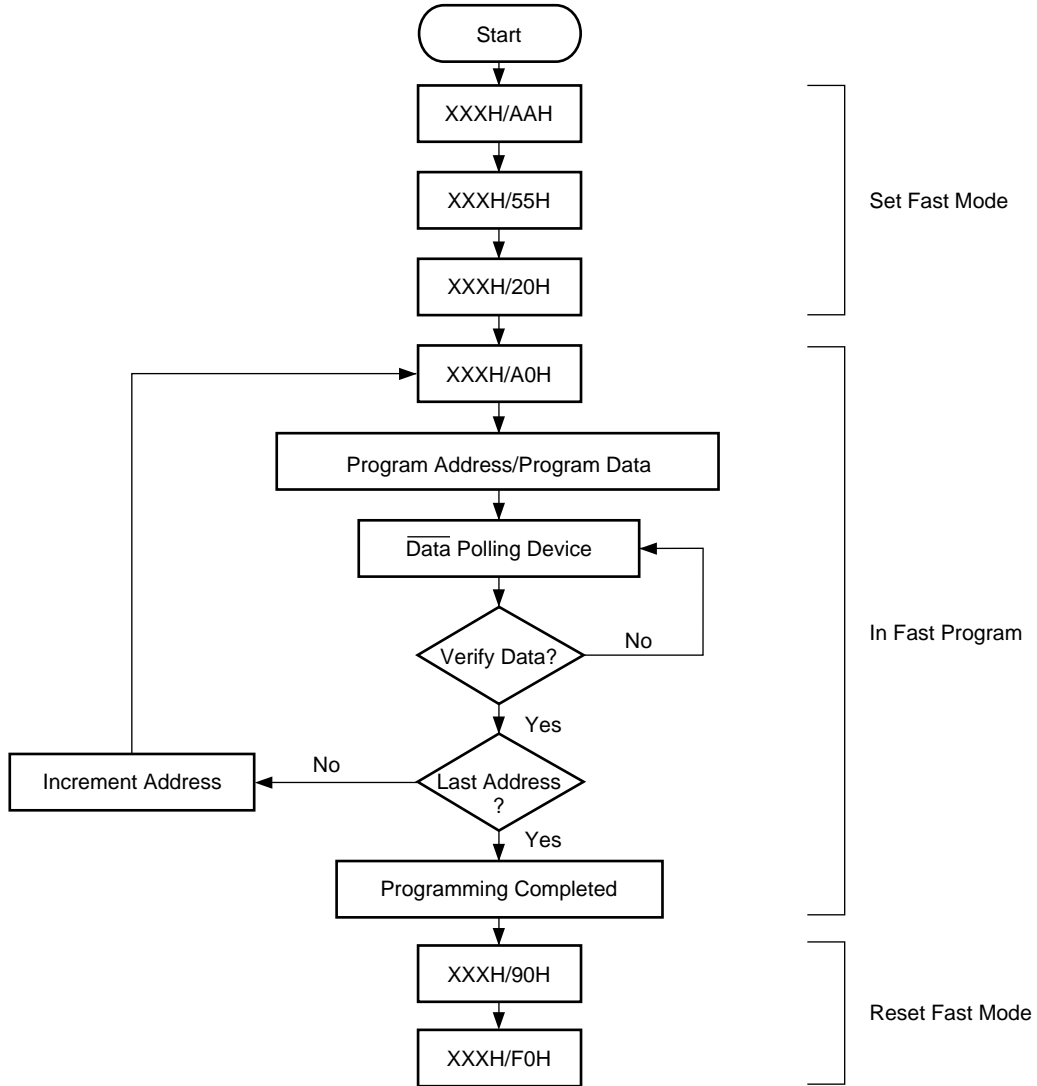 Start
XXXH/AAH
XXXH/55H
Set Fast Mode
XXXH/20H
XXXH/A0H
Program Address/Program Data
Data Polling Device
Verify Data?
No
In Fast Program
Yes
Increment Address
No
Last Address
?
Yes
Programming Completed
XXXH/90H
Reset Fast Mode
XXXH/F0H